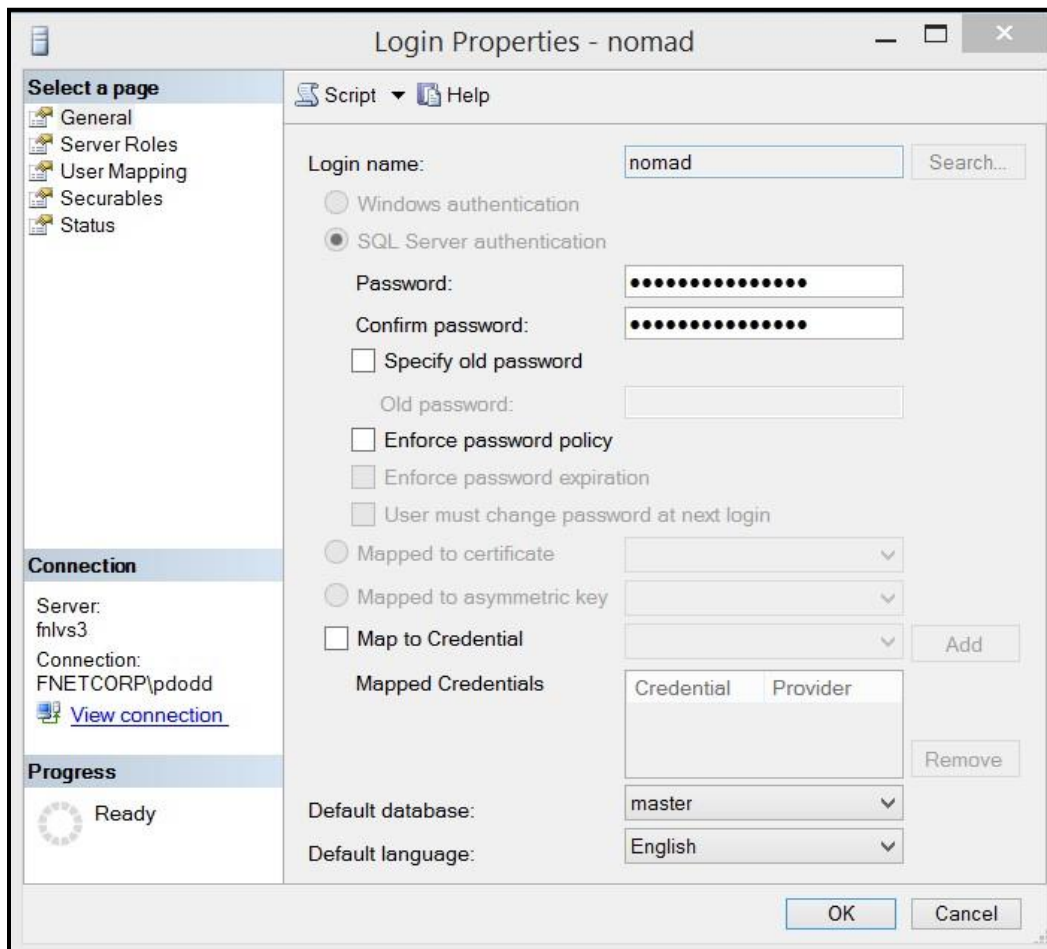 Login Properties - nomad
Select a page
General
Server Roles
User Mapping
Securables
Status
Connection
Server:
fnlvs3
Connection:
FNETCORP\pdodd
View connection
Progress
Ready
Script Help
Login name: nomad Search...
Windows authentication
SQL Server authentication
Password: ●●●●●●●●●●●●●●●
Confirm password: ●●●●●●●●●●●●●●●
Specify old password
Old password:
Enforce password policy
Enforce password expiration
User must change password at next login
Mapped to certificate
Mapped to asymmetric key
Map to Credential Add
Mapped Credentials Credential Provider
Remove
Default database: master
Default language: English
OK Cancel